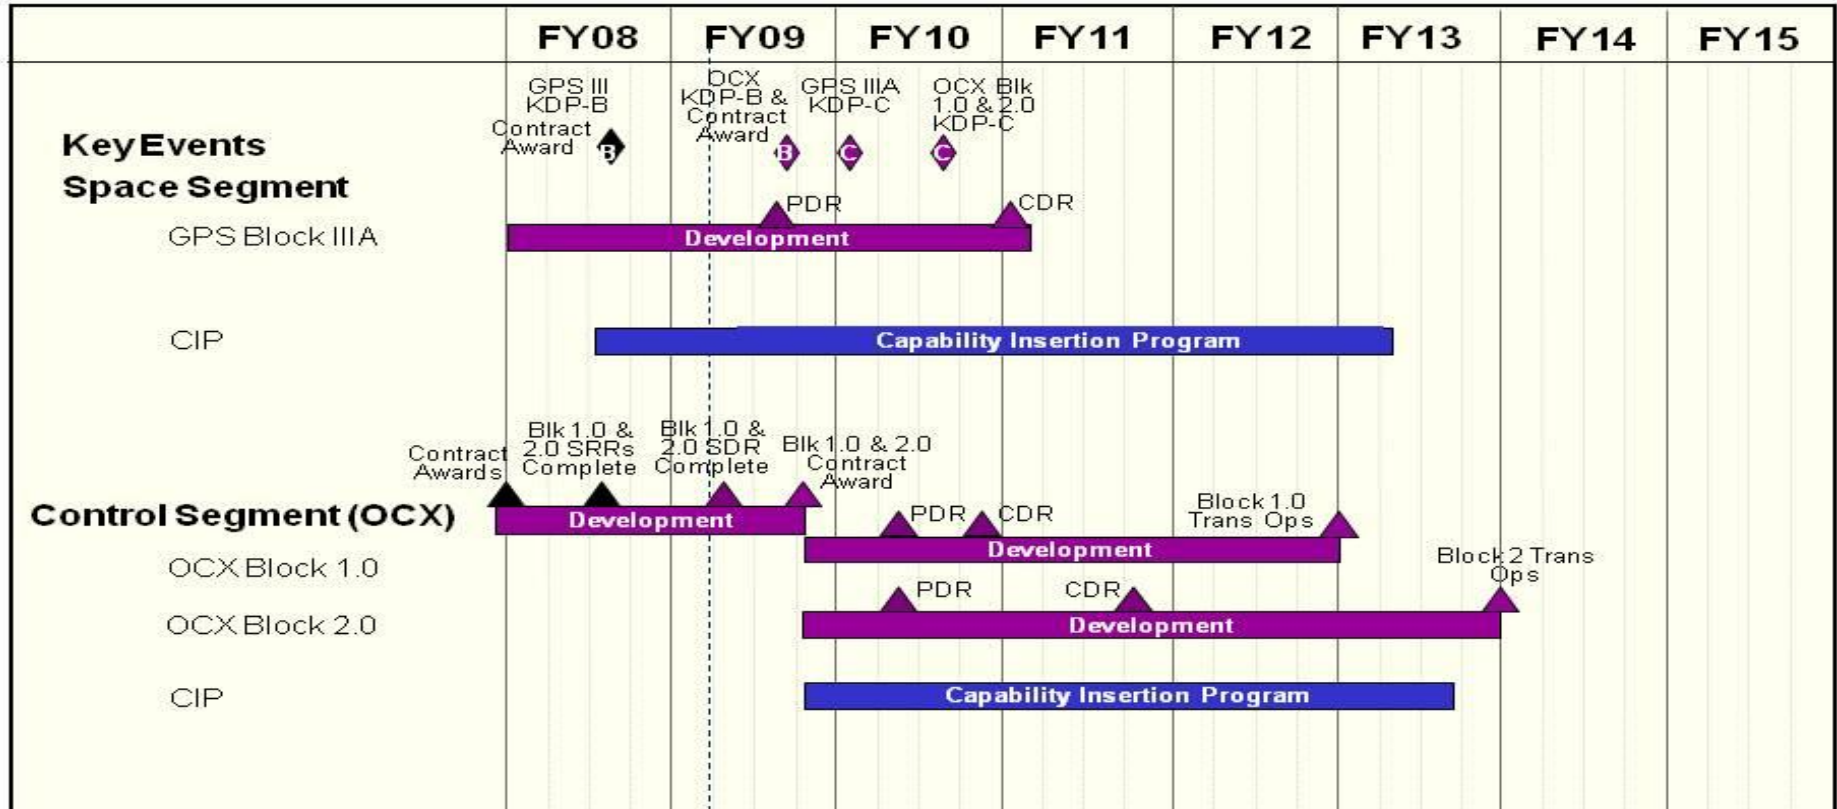 FY08 FY09 FY10 FY11 FY12 FY13 FY14 FY15
GPS III
KDP-B
Contract
Award
B
OCX
KDP-B &
Contract
Award
B
GPS IIIA
KDP-C
C
OCX Blk
1.0 & 2.0
KDP-C
C
Key Events
Space Segment
PDR
CDR
GPS Block IIIA
Development
CIP
Capability Insertion Program
Contract
Awards
Blk 1.0 &
2.0 SRRs
Complete
Blk 1.0 &
2.0 SDR
Complete
Blk 1.0 & 2.0
Contract
Award
Control Segment (OCX)
Development
PDR
CDR
Block 1.0
Trans Ops
OCX Block 1.0
Development
Block 2 Trans
Ops
PDR
CDR
OCX Block 2.0
Development
CIP
Capability Insertion Program